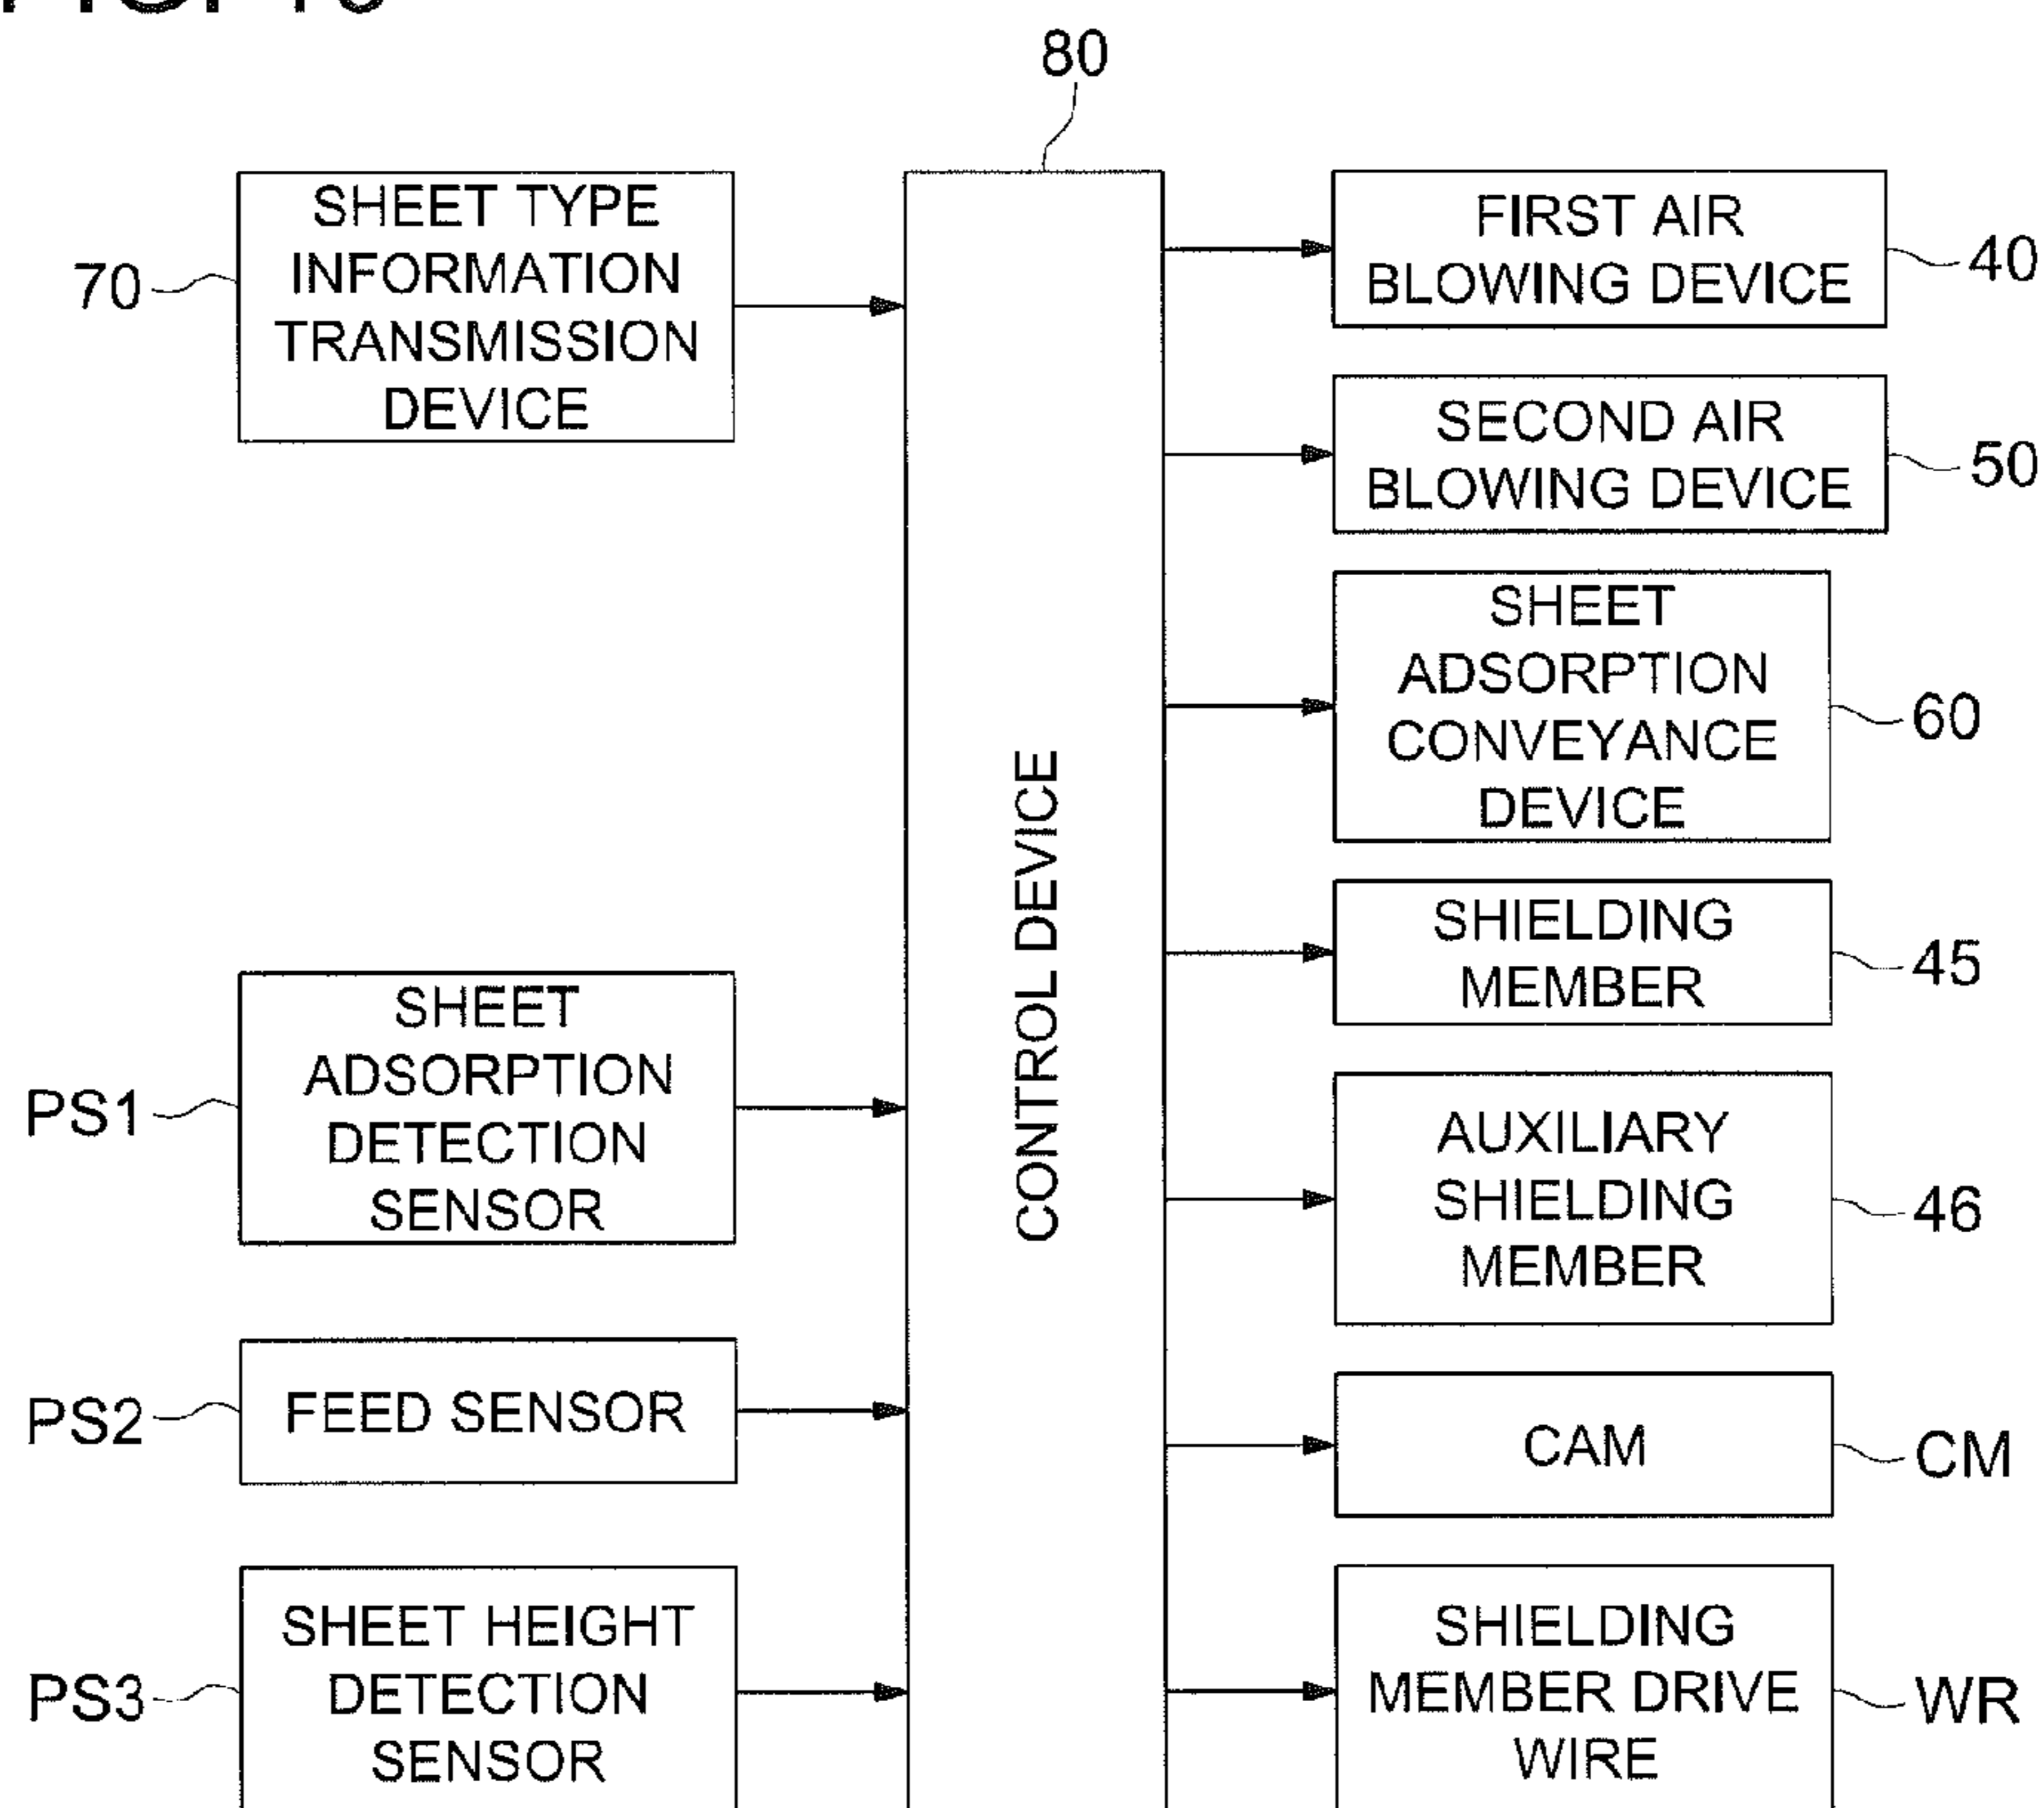 80
SHEET TYPE
INFORMATION
TRANSMISSION
DEVICE
70
SHEET
ADSORPTION
DETECTION
SENSOR
PS1
FEED SENSOR
PS2
SHEET HEIGHT
DETECTION
SENSOR
PS3
CONTROL DEVICE
FIRST AIR
BLOWING DEVICE
40
SECOND AIR
BLOWING DEVICE
50
SHEET
ADSORPTION
CONVEYANCE
DEVICE
60
SHIELDING
MEMBER
45
AUXILIARY
SHIELDING
MEMBER
46
CAM
CM
SHIELDING
MEMBER DRIVE
WIRE
WR